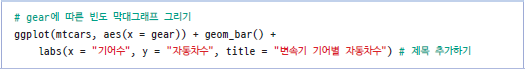 # gear에 따른 빈도 막대그래프 그리기
ggplot(mtcars, aes(x = gear)) + geom_bar() +
    labs(x = "기어수", y = "자동차수", title = "변속기 기어별 자동차수") # 제목 추가하기